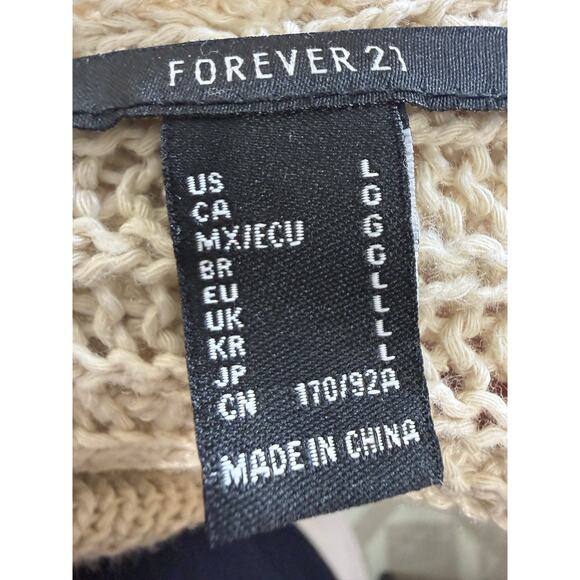 FOREVER 21
US L
CA G
MX/ECU G
BR G
EU L
UK L
KR L
JP L
CN 170/92A
MADE IN CHINA